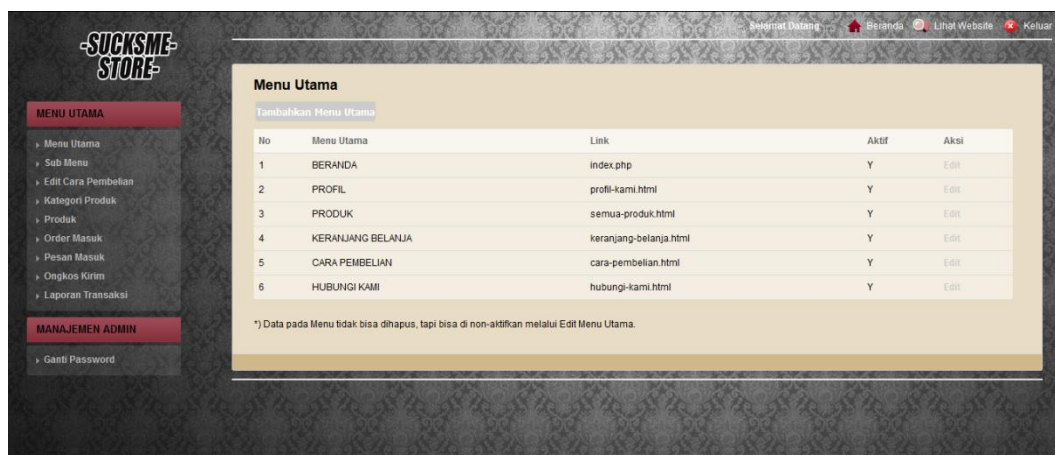 -SUCKSME-
STORE-
Selamat Datang
Beranda
Lihat Website
Keluar
MENU UTAMA
Menu Utama
Sub Menu
Edit Cara Pembelian
Kategori Produk
Produk
Order Masuk
Pesan Masuk
Ongkos Kirim
Laporan Transaksi
MANAJEMEN ADMIN
Ganti Password
Menu Utama
Tambahkan Menu Utama
No Menu Utama Link Aktif Aksi
1 BERANDA index.php Y Edit
2 PROFIL profil-kami.html Y Edit
3 PRODUK semua-produk.html Y Edit
4 KERANJANG BELANJA keranjang-belanja.html Y Edit
5 CARA PEMBELIAN cara-pembelian.html Y Edit
6 HUBUNGI KAMI hubungi-kami.html Y Edit
*) Data pada Menu tidak bisa dihapus, tapi bisa di non-aktifkan melalui Edit Menu Utama.